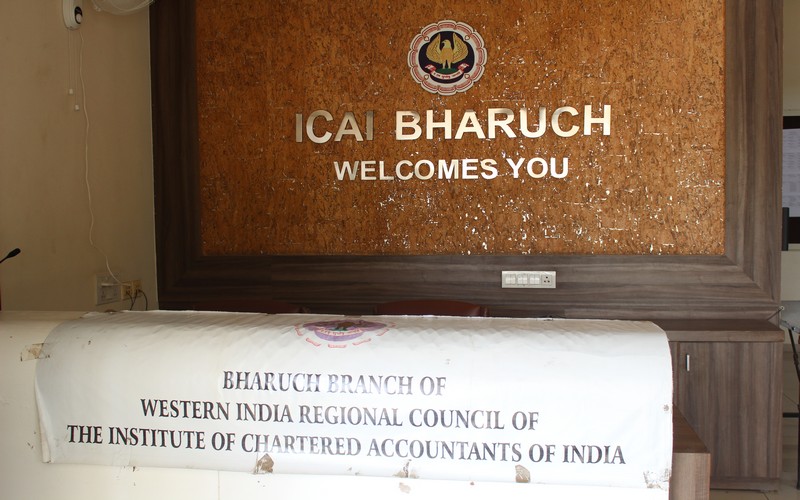 ICAI BHARUCH
WELCOMES YOU
BHARUCH BRANCH OF
WESTERN INDIA REGIONAL COUNCIL OF
THE INSTITUTE OF CHARTERED ACCOUNTANTS OF INDIA